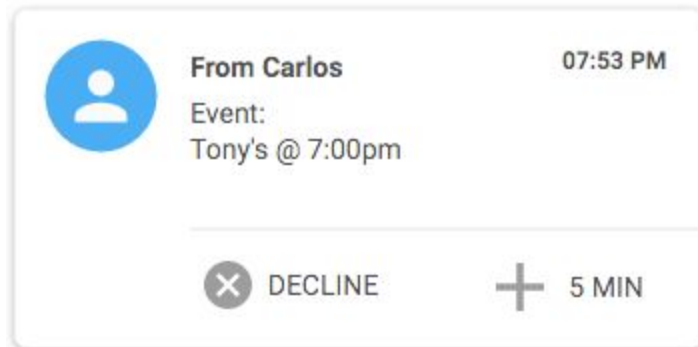 From Carlos
07:53 PM
Event:
Tony's @ 7:00pm
DECLINE
5 MIN